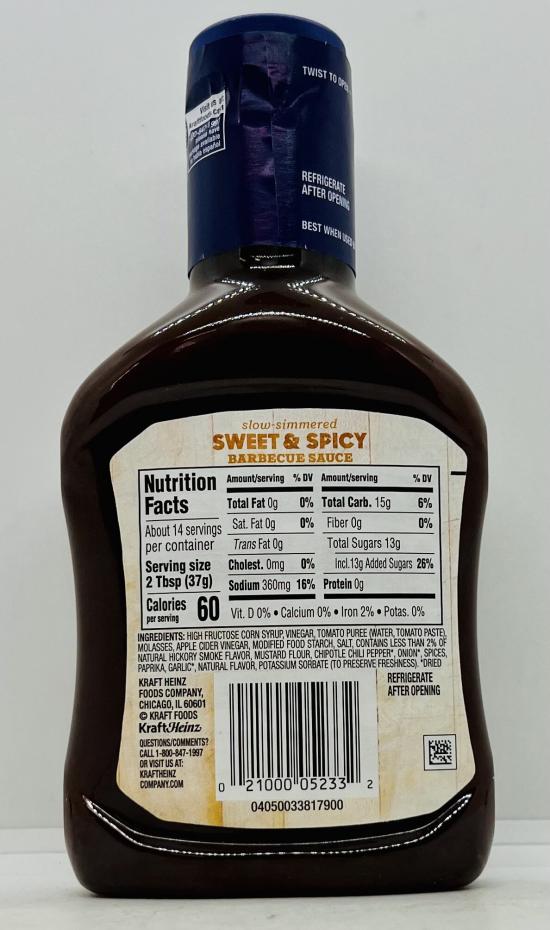 TWIST TO
Visit us at
REFRIGERATE
AFTER OPENING
BEST WHEN USED
slow-simmered
SWEET & SPICY
BARBECUE SAUCE
Nutrition
Facts
About 14 servings
per container
Serving size
2 Tbsp (37g)
Calories 60
per serving
Amount/serving % DV
Total Fat 0g 0%
Sat. Fat 0g 0%
Trans Fat 0g
Cholest. 0mg 0%
Sodium 360mg 16%
Amount/serving % DV
Total Carb. 15g 6%
Fiber 0g 0%
Total Sugars 13g
Incl.13g Added Sugars 26%
Protein 0g
Vit. D 0% • Calcium 0% • Iron 2% • Potas. 0%
INGREDIENTS: HIGH FRUCTOSE CORN SYRUP, VINEGAR, TOMATO PUREE (WATER, TOMATO PASTE),
MOLASSES, APPLE CIDER VINEGAR, MODIFIED FOOD STARCH, SALT, CONTAINS LESS THAN 2% OF
NATURAL HICKORY SMOKE FLAVOR, MUSTARD FLOUR, CHIPOTLE CHILI PEPPER*, ONION*, SPICES,
PAPRIKA, GARLIC*, NATURAL FLAVOR, POTASSIUM SORBATE (TO PRESERVE FRESHNESS). *DRIED
KRAFT HEINZ
FOODS COMPANY,
CHICAGO, IL 60601
© KRAFT FOODS
KraftHeinz
QUESTIONS/COMMENTS?
CALL 1-800-847-1997
OR VISIT US AT:
KRAFTHEINZ
COMPANY.COM
REFRIGERATE
AFTER OPENING
0 21000 05233 2
04050033817900